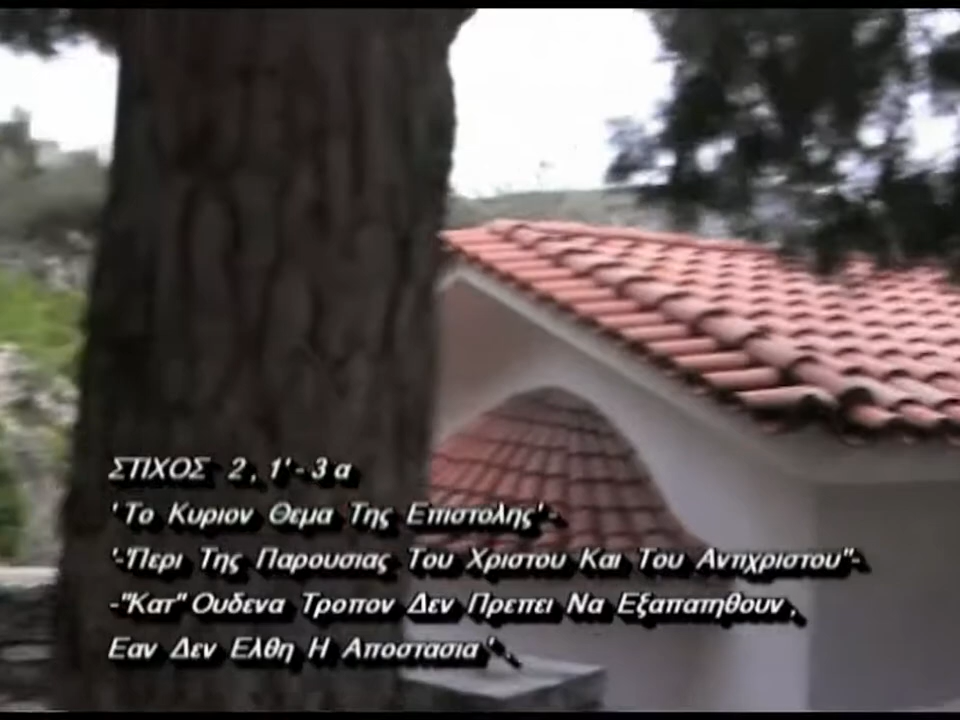 ΣΤΙΧΟΣ 2, 1'-3α
'Το Κυριον Θεμα Της Επιστολης'-.
'-'Περι Της Παρουσιας Του Χριστου Και Του Αντιχριστου"-
-"Κατ" Ουδενα Τροπον Δεν Πρεπει Να Εξαπατηθουν,
Εαν Δεν Ελθη Η Αποστασια'.